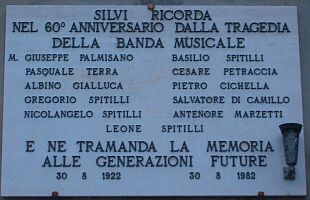 SILVI RICORDA
NEL 60° ANNIVERSARIO DALLA TRAGEDIA
DELLA BANDA MUSICALE
M. GIUSEPPE PALMISANO BASILIO SPITILLI
PASQUALE TERRA CESARE PETRACCIA
ALBINO GIALLUCA PIETRO CICHELLA
GREGORIO SPITILLI SALVATORE DI CAMILLO
NICOLANGELO SPITILLI ANTENORE MARZETTI
LEONE SPITILLI
E NE TRAMANDA LA MEMORIA
ALLE GENERAZIONI FUTURE
30 8 1922 30 8 1982